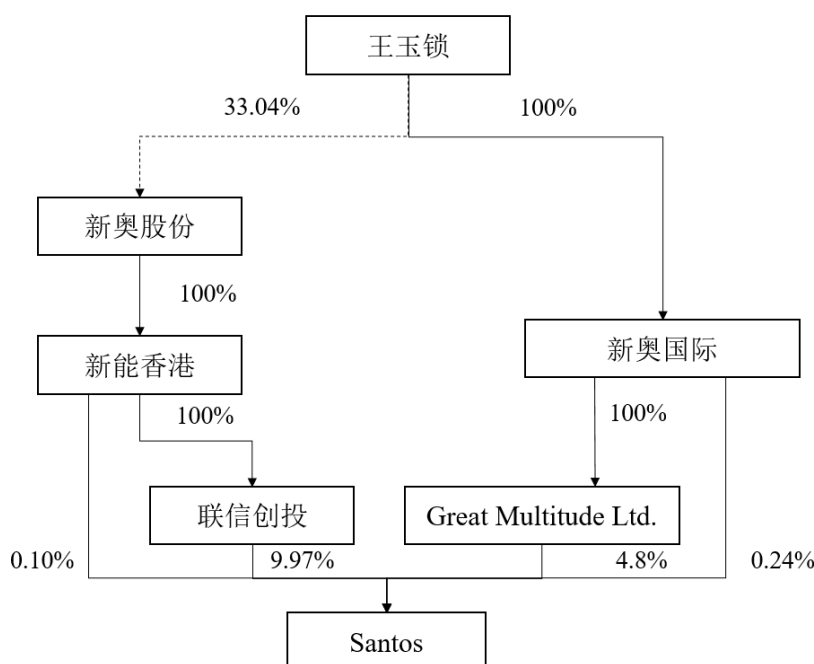 王玉锁
33.04%
100%
新奥股份
100%
新能香港
新奥国际
100%
100%
联信创投
Great Multitude Ltd.
0.10%
9.97%
4.8%
0.24%
Santos